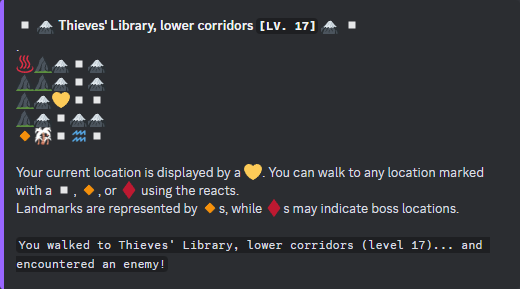 ▫️ 🏔️ Thieves' Library, lower corridors [LV. 17] 🏔️ ▫️
.
♨️⛰️🏔️▫️🏔️
⛰️⛰️🏔️▫️🏔️
⛰️🏔️💛▫️▫️
⛰️🏔️▫️🏔️🏔️
🔸👹▫️♒▫️
Your current location is displayed by a 💛. You can walk to any location marked
with a ▫️, 🔸, or ♦️ using the reacts.
Landmarks are represented by 🔸s, while ♦️s may indicate boss locations.
You walked to Thieves' Library, lower corridors (level 17)... and
encountered an enemy!